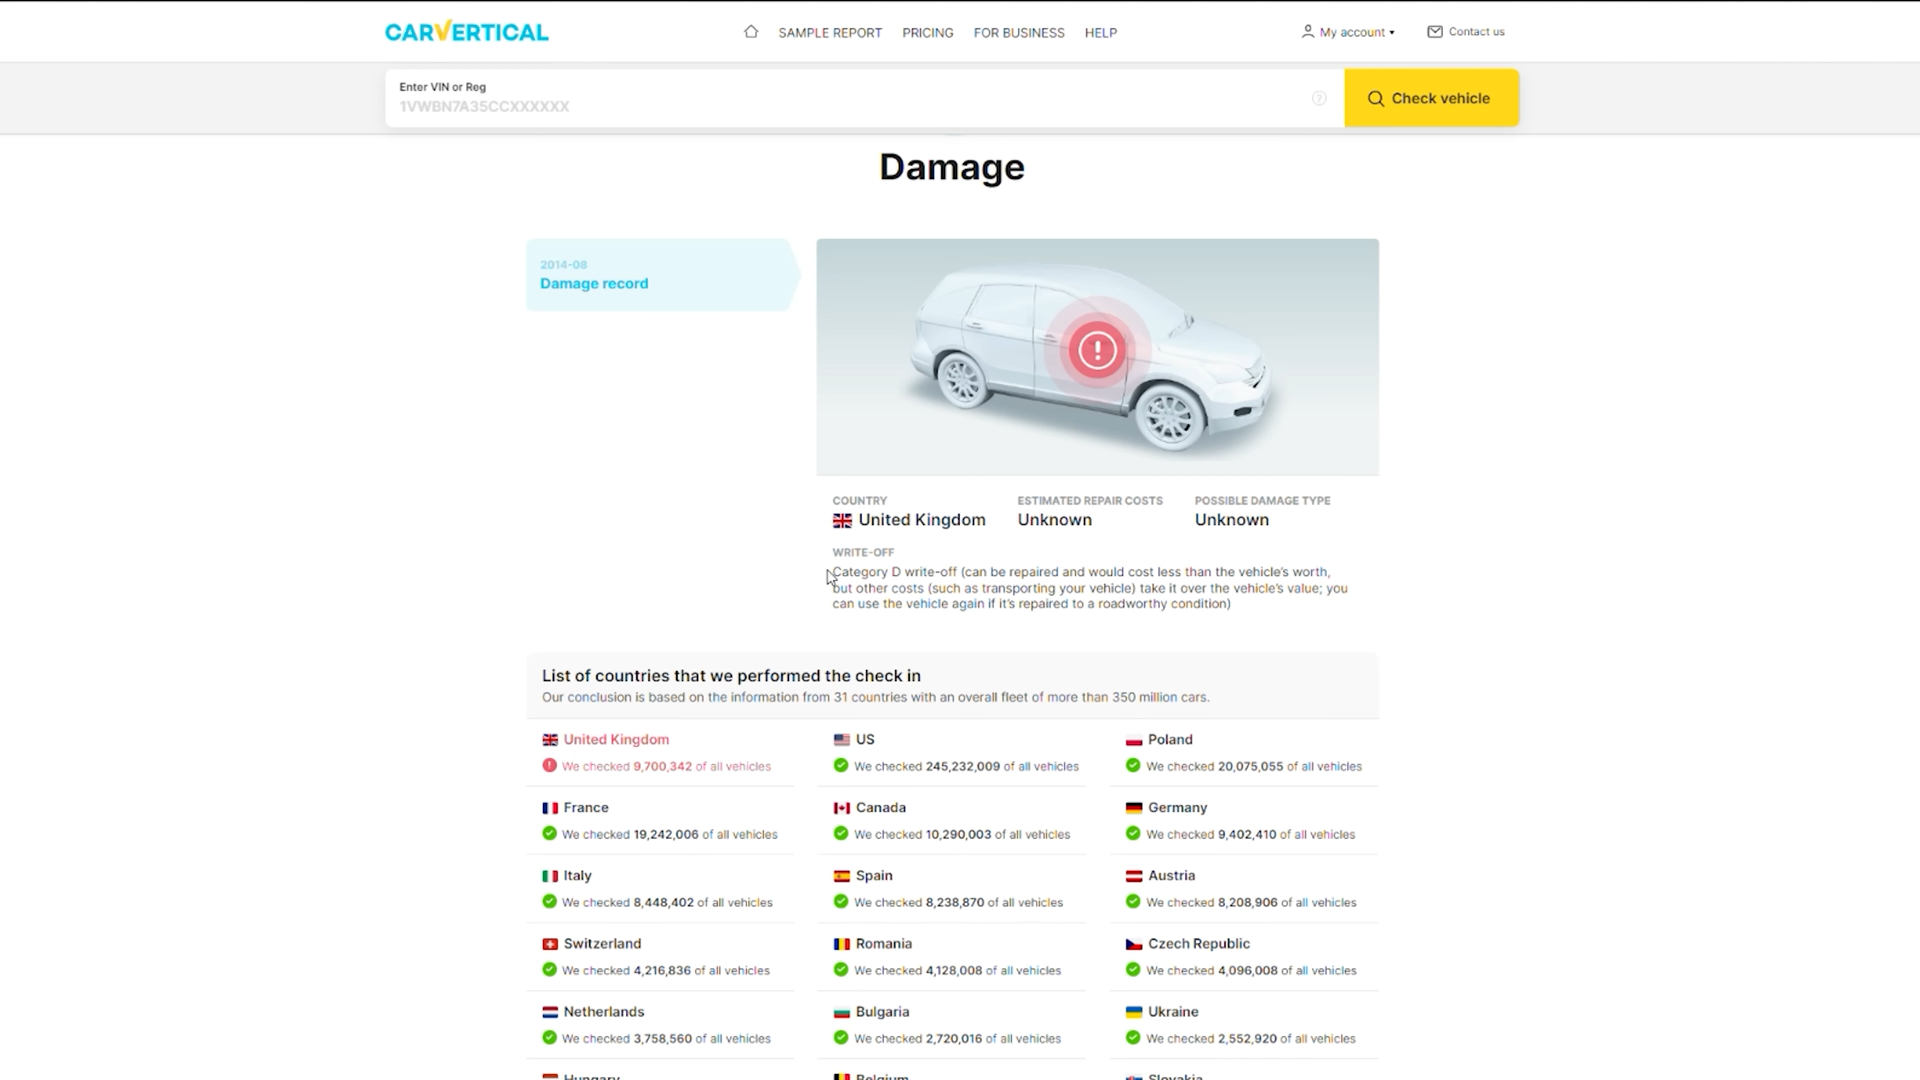 CARVERTICAL
SAMPLE REPORT
PRICING
FOR BUSINESS
HELP
My account
Contact us
Enter VIN or Reg
1VWBN7A35CCXXXXXX
Check vehicle
Damage
2014-08
Damage record
COUNTRY
United Kingdom
ESTIMATED REPAIR COSTS
Unknown
POSSIBLE DAMAGE TYPE
Unknown
WRITE-OFF
Category D write-off (can be repaired and would cost less than the vehicle's worth,
but other costs (such as transporting your vehicle) take it over the vehicle's value; you
can use the vehicle again if it's repaired to a roadworthy condition)
List of countries that we performed the check in
Our conclusion is based on the information from 31 countries with an overall fleet of more than 350 million cars.
United Kingdom
We checked 9,700,342 of all vehicles
US
We checked 245,232,009 of all vehicles
Poland
We checked 20,075,055 of all vehicles
France
We checked 19,242,006 of all vehicles
Canada
We checked 10,290,003 of all vehicles
Germany
We checked 9,402,410 of all vehicles
Italy
We checked 8,448,402 of all vehicles
Spain
We checked 8,238,870 of all vehicles
Austria
We checked 8,208,906 of all vehicles
Switzerland
We checked 4,216,836 of all vehicles
Romania
We checked 4,128,008 of all vehicles
Czech Republic
We checked 4,096,008 of all vehicles
Netherlands
We checked 3,758,560 of all vehicles
Bulgaria
We checked 2,720,016 of all vehicles
Ukraine
We checked 2,552,920 of all vehicles
Hungary
Belgium
Slovakia